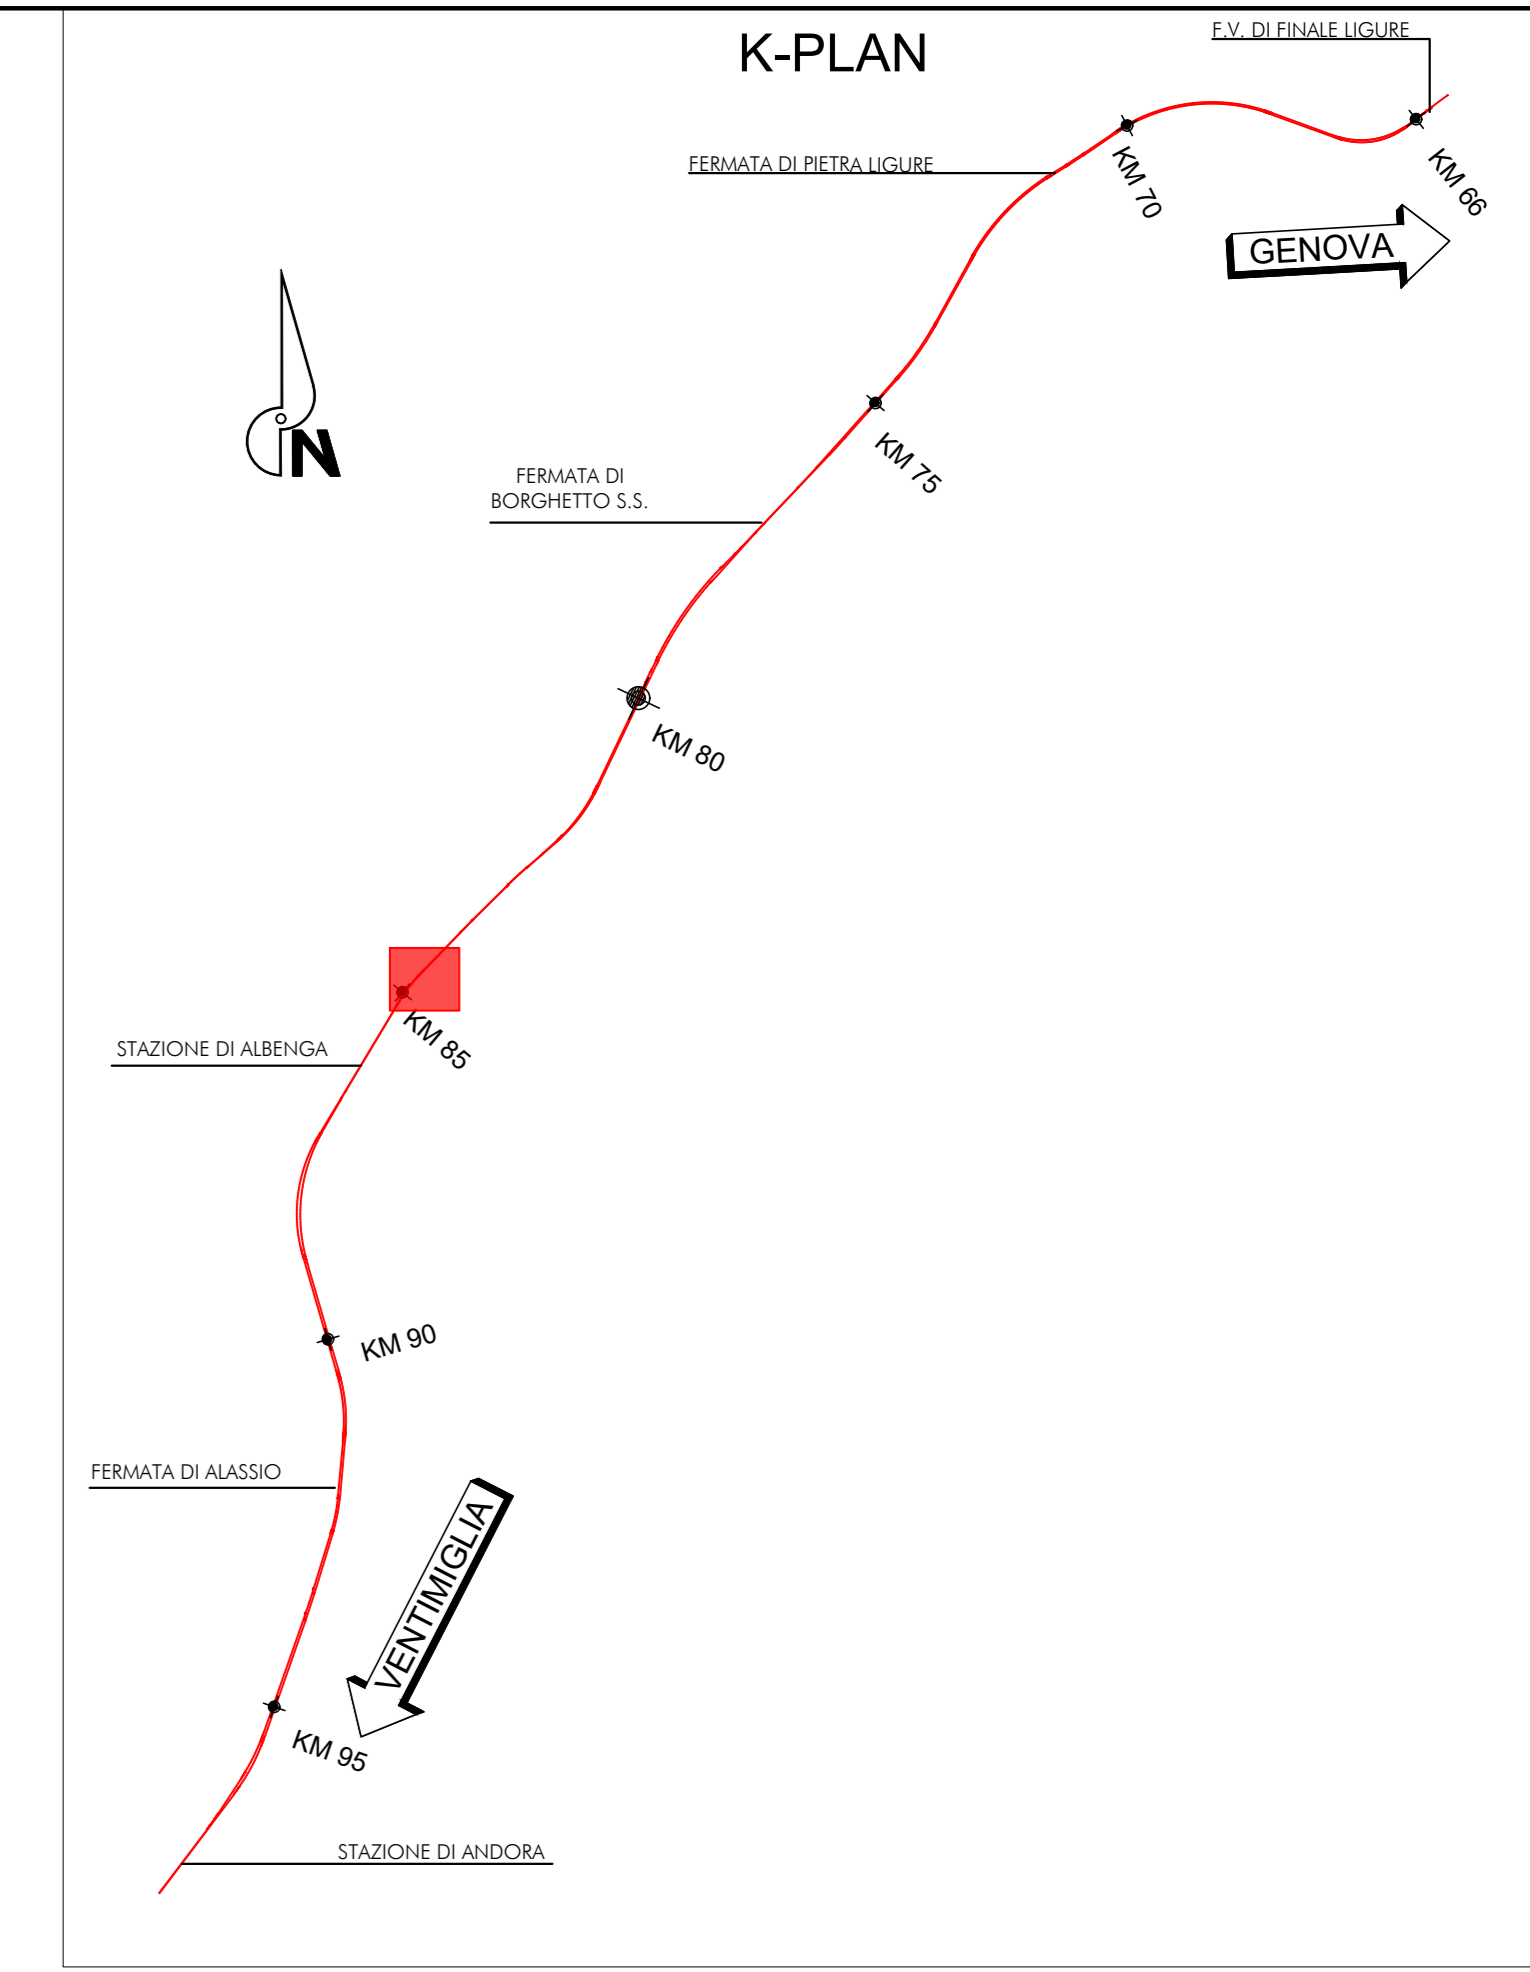 K-PLAN
F.V. DI FINALE LIGURE
FERMATA DI PIETRA LIGURE
KM 70
KM 66
GENOVA
N
KM 75
FERMATA DI
BORGHETTO S.S.
KM 80
STAZIONE DI ALBENGA
KM 85
KM 90
FERMATA DI ALASSIO
VENTIMIGLIA
KM 95
STAZIONE DI ANDORA